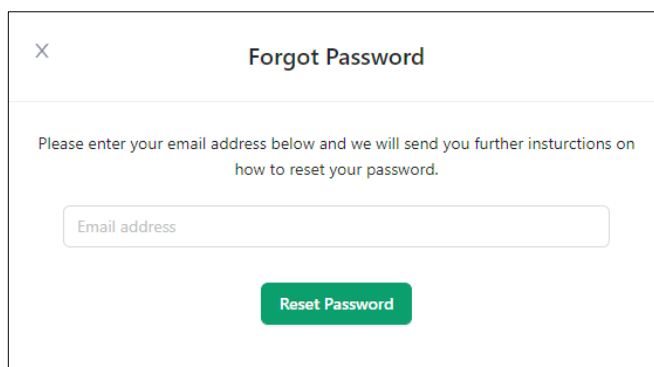 Forgot Password
Please enter your email address below and we will send you further insturctions on
how to reset your password.
Email address
Reset Password